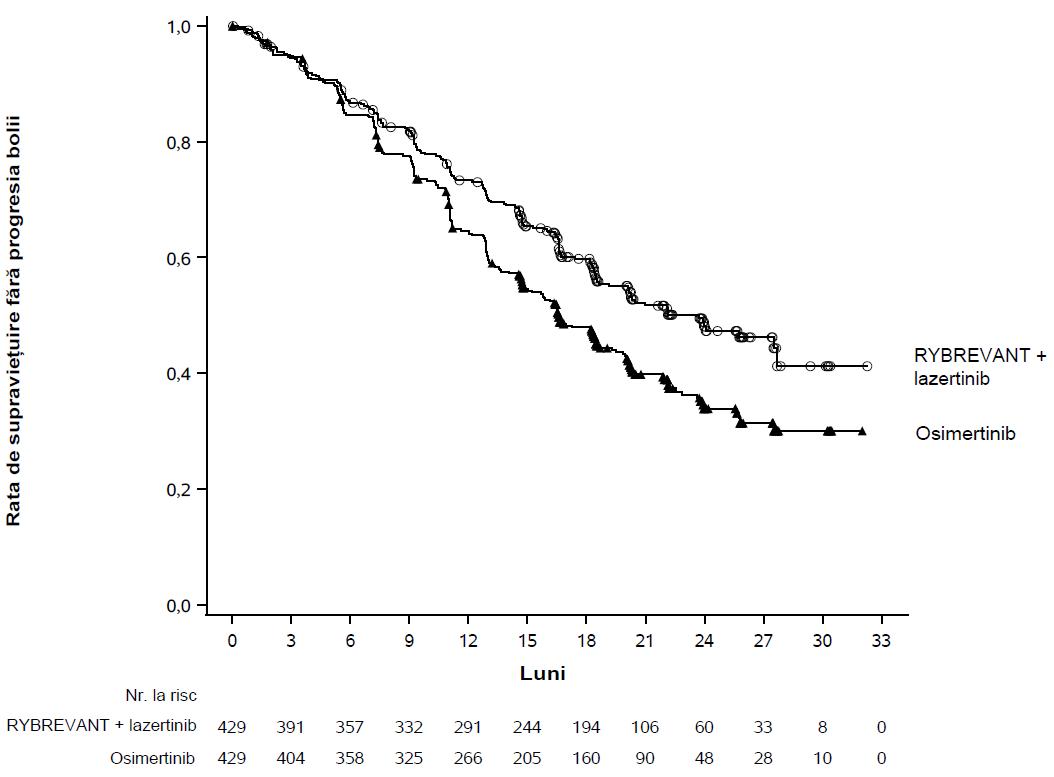 Rata de supraviețuire fără progresia bolii
1,0
0,8
0,6
0,4
0,2
0,0
RYBREVANT +
lazertinib
Osimertinib
0 3 6 9 12 15 18 21 24 27 30 33
Luni
Nr. la risc
RYBREVANT + lazertinib 429 391 357 332 291 244 194 106 60 33 8 0
Osimertinib 429 404 358 325 266 205 160 90 48 28 10 0